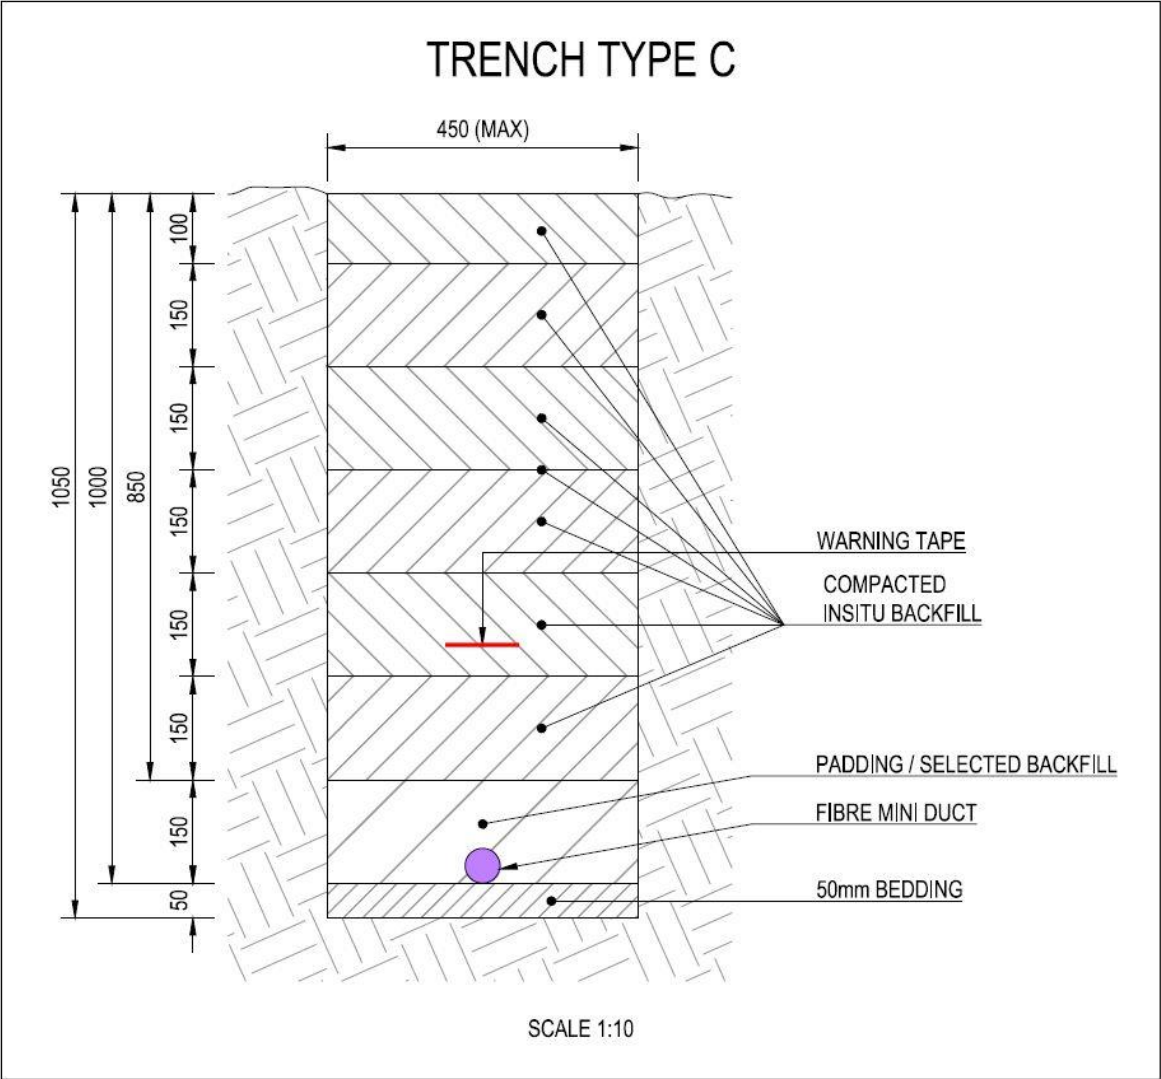 TRENCH TYPE C
450 (MAX)
100
150
150
150
150
150
150
50
850
1000
1050
WARNING TAPE
COMPACTED
INSITU BACKFILL
PADDING / SELECTED BACKFILL
FIBRE MINI DUCT
50mm BEDDING
SCALE 1:10